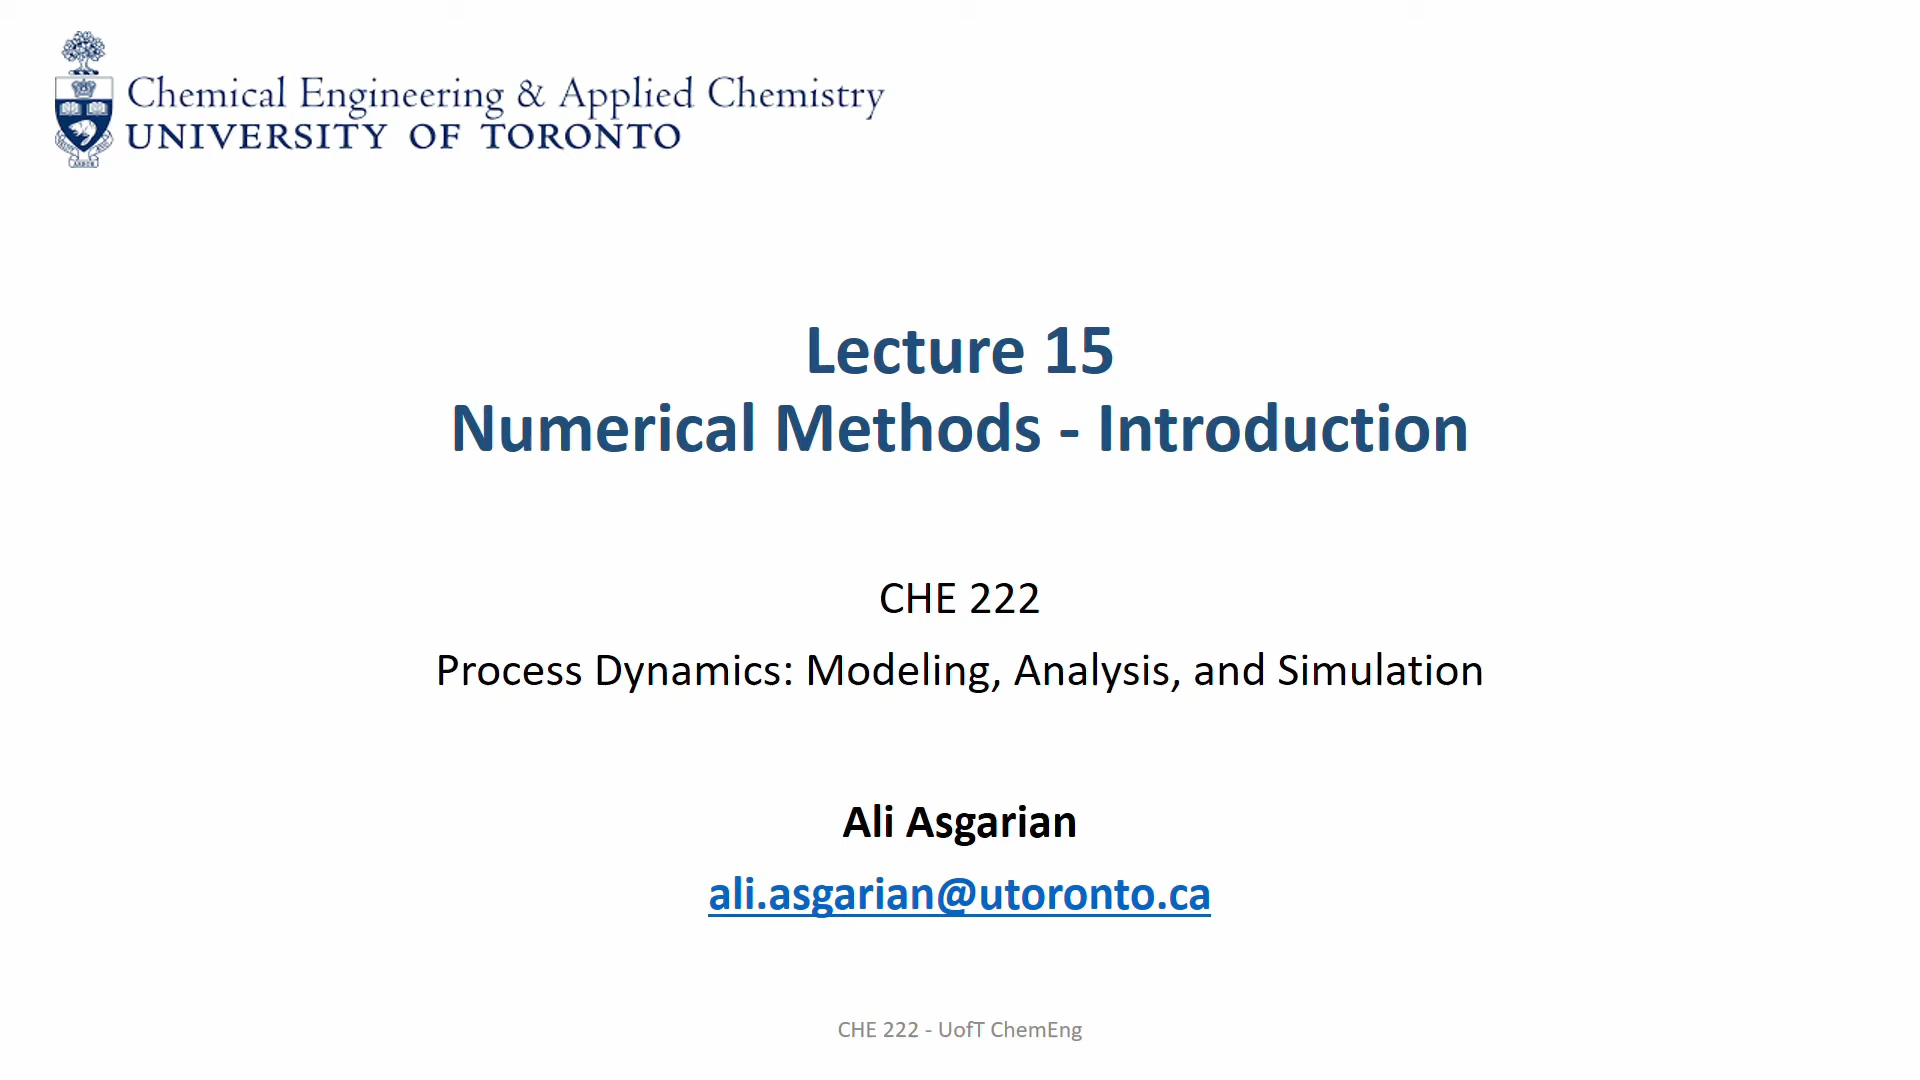 Chemical Engineering & Applied Chemistry
UNIVERSITY OF TORONTO
Lecture 15
Numerical Methods - Introduction
CHE 222
Process Dynamics: Modeling, Analysis, and Simulation
Ali Asgarian
ali.asgarian@utoronto.ca
CHE 222 - UofT ChemEng